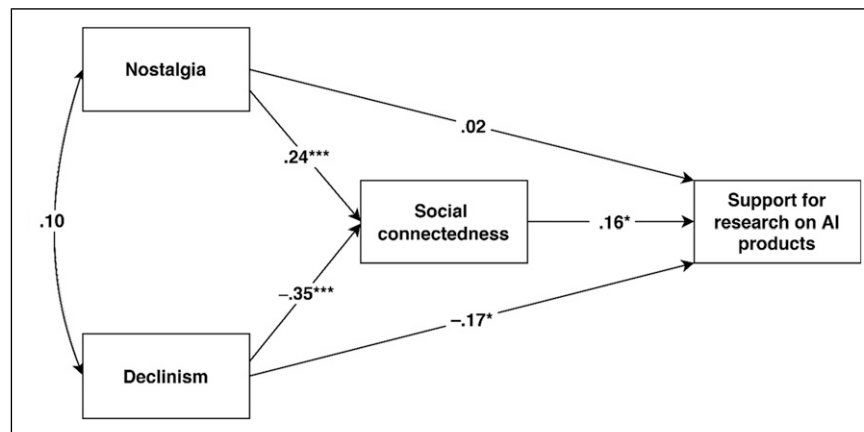 Nostalgia
.02
.24***
Social
connectedness
.16*
Support for
research on AI
products
.10
–.35***
–.17*
Declinism